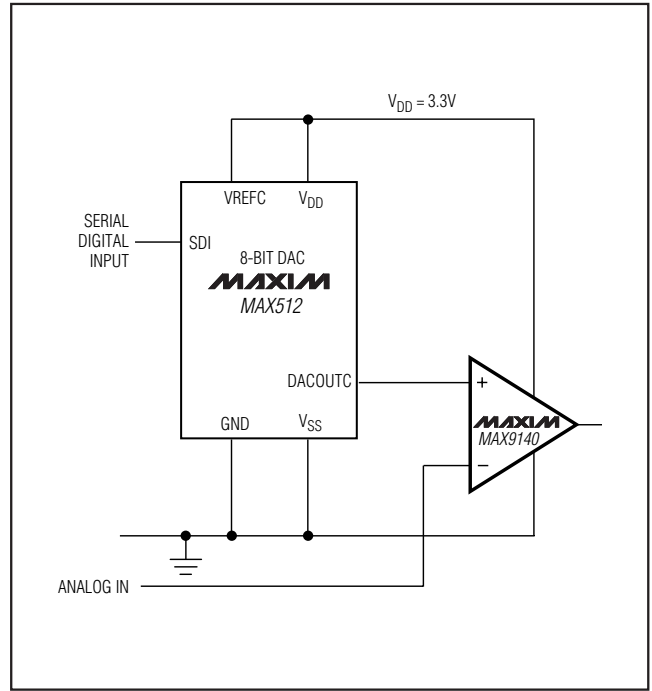 V_DD = 3.3V
VREFC
V_DD
SERIAL
DIGITAL
INPUT
SDI
8-BIT DAC
MAXIM
MAX512
DACOUTC
+
MAXIM
MAX9140
−
GND
V_SS
ANALOG IN